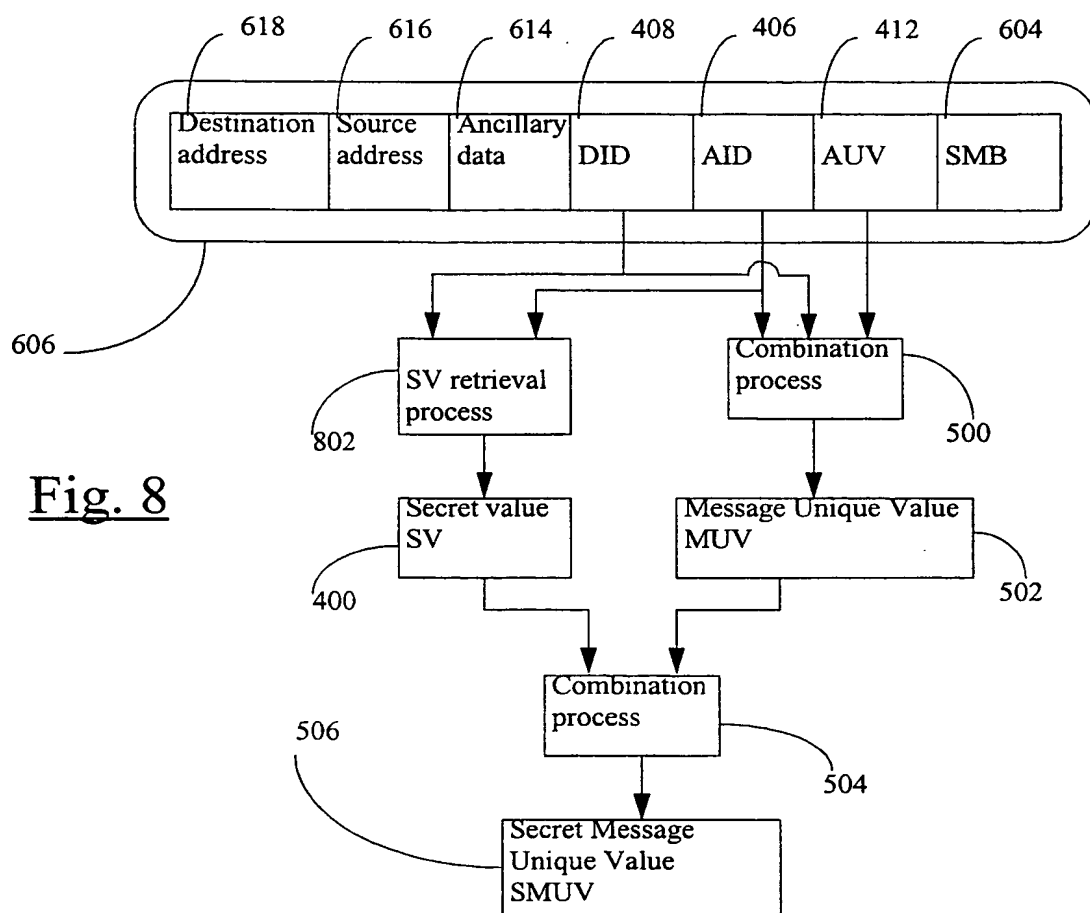 618 616 614 408 406 412 604
Destination address
Source address
Ancillary data
DID
AID
AUV
SMB
606
SV retrieval process
802
Combination process
500
Fig. 8
Secret value SV
400
Message Unique Value MUV
502
Combination process
504
506
Secret Message Unique Value SMUV